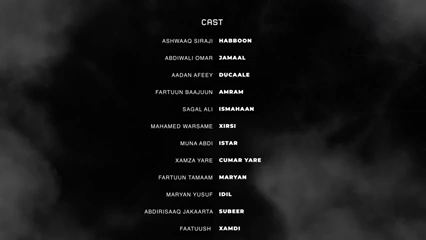 CAST
ASHWAAQ SIRAJI HABBOON
ABDIWALI OMAR JAMAAL
AADAN AFEEY DUCAALE
FARTUUN BAAJUUN AMRAM
SAGAL ALI ISMAHAAN
MAHAMED WARSAME XIRSI
MUNA ABDI ISTAR
XAMZA YARE CUMAR YARE
FARTUUN TAMAAM MARYAN
MARYAN YUSUF IDIL
ABDIRISAAQ JAKAARTA SUBEER
FAATUUSH XAMDI